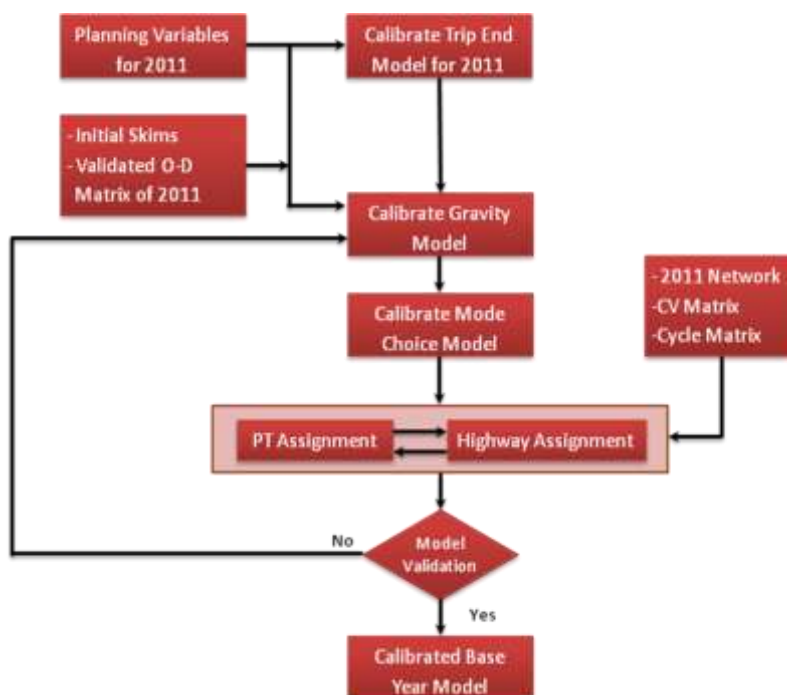 Planning Variables
for 2011
Calibrate Trip End
Model for 2011
- Initial Skims
- Validated O-D
Matrix of 2011
Calibrate Gravity
Model
- 2011 Network
-CV Matrix
-Cycle Matrix
Calibrate Mode
Choice Model
PT Assignment
Highway Assignment
No
Model
Validation
Yes
Calibrated Base
Year Model